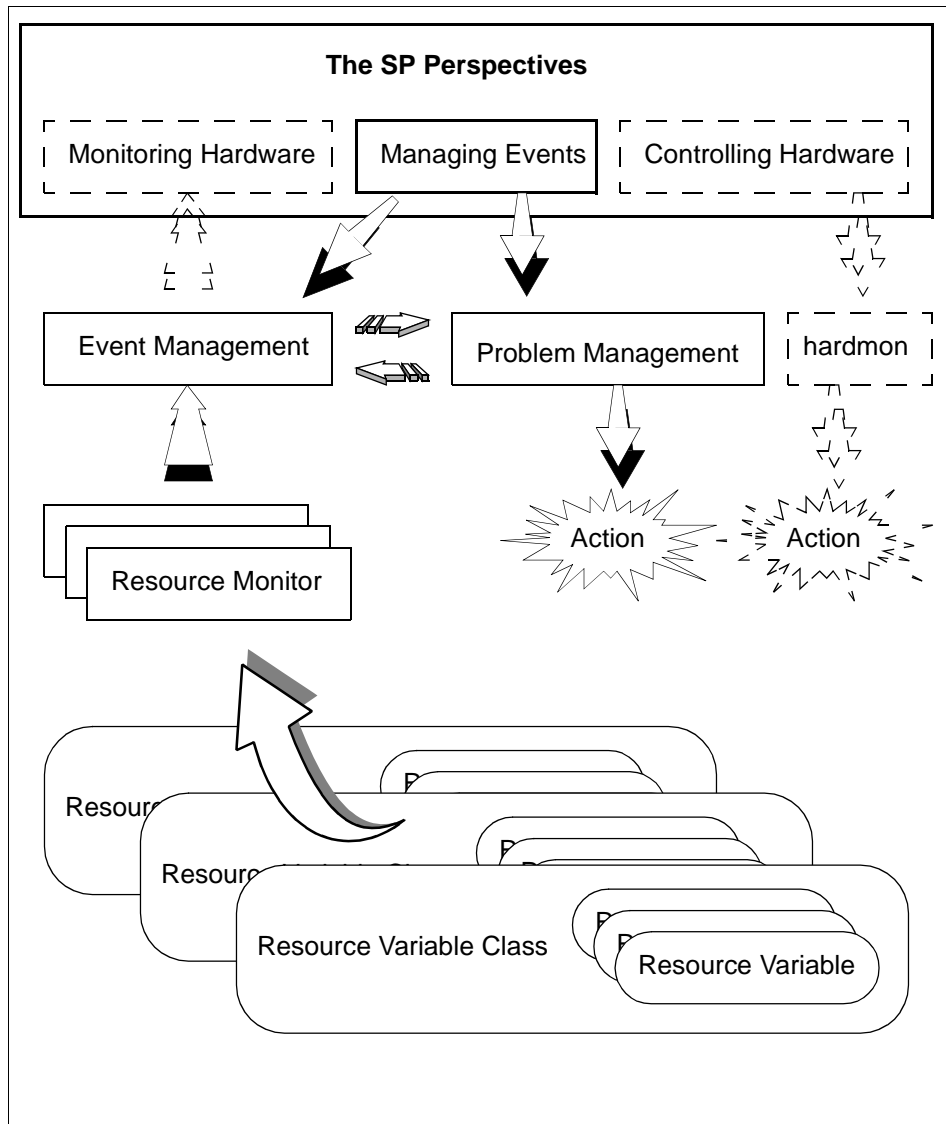 The SP Perspectives
Monitoring Hardware
Managing Events
Controlling Hardware
Event Management
Problem Management
hardmon
Resource Monitor
Action
Action
Resource Variable Class
Resource Variable